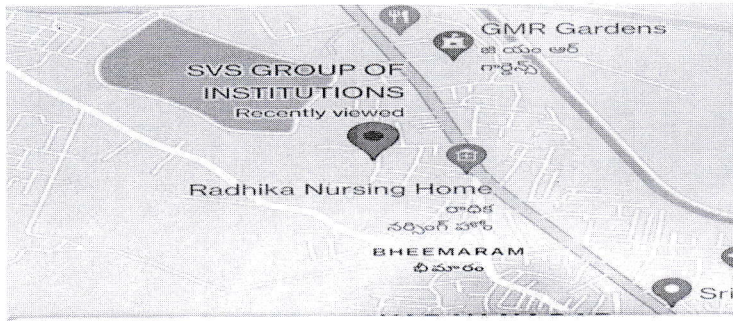 GMR Gardens
జి యం ఆర్
గార్డెన్స్
SVS GROUP OF
INSTITUTIONS
Recently viewed
Radhika Nursing Home
రాధిక
నర్సింగ్ హోం
BHEEMARAM
భీమారం
Sri